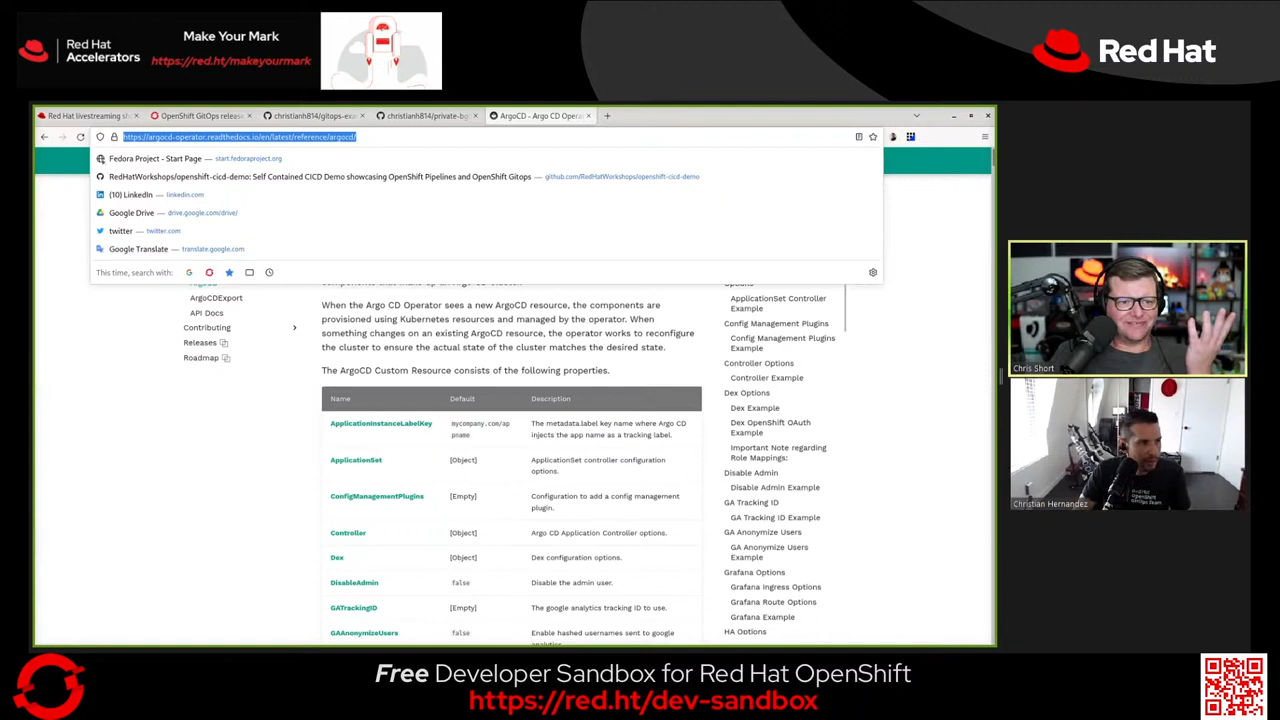 Red Hat
Accelerators
Make Your Mark
https://red.ht/makeyourmark
Red Hat
Red Hat livestreaming sh
OpenShift GitOps releas
christianh814/gitops-exa
christianh814/private-bg
ArgoCD - Argo CD Opera
https://argocd-operator.readthedocs.io/en/latest/reference/argocd/
Fedora Project - Start Page — start.fedoraproject.org
RedHatWorkshops/openshift-cicd-demo: Self Contained CICD Demo showcasing OpenShift Pipelines and OpenShift Gitops — github.com/RedHatWorkshops/openshift-cicd-demo
(10) LinkedIn — linkedin.com
Google Drive — drive.google.com/drive/
twitter — twitter.com
Google Translate — translate.google.com
This time, search with:
ArgoCD
ArgoCDExport
API Docs
Contributing
Releases
Roadmap
When the Argo CD Operator sees a new ArgoCD resource, the components are
provisioned using Kubernetes resources and managed by the operator. When
something changes on an existing ArgoCD resource, the operator works to reconfigure
the cluster to ensure the actual state of the cluster matches the desired state.
The ArgoCD Custom Resource consists of the following properties.
Name Default Description
ApplicationInstanceLabelKey mycompany.com/ap The metadata.label key name where Argo CD
pname injects the app name as a tracking label.
ApplicationSet [Object] ApplicationSet controller configuration
options.
ConfigManagementPlugins [Empty] Configuration to add a config management
plugin.
Controller [Object] Argo CD Application Controller options.
Dex [Object] Dex configuration options.
DisableAdmin false Disable the admin user.
GATrackingID [Empty] The google analytics tracking ID to use.
GAAnonymizeUsers false Enable hashed usernames sent to google
analytics.
Options
ApplicationSet Controller
Example
Config Management Plugins
Config Management Plugins
Example
Controller Options
Controller Example
Dex Options
Dex Example
Dex OpenShift OAuth
Example
Important Note regarding
Role Mappings:
Disable Admin
Disable Admin Example
GA Tracking ID
GA Tracking ID Example
GA Anonymize Users
GA Anonymize Users
Example
Grafana Options
Grafana Ingress Options
Grafana Route Options
Grafana Example
HA Options
Chris Short
Red Hat
OpenShift
GitOps Team
Christian Hernandez
Free Developer Sandbox for Red Hat OpenShift
https://red.ht/dev-sandbox